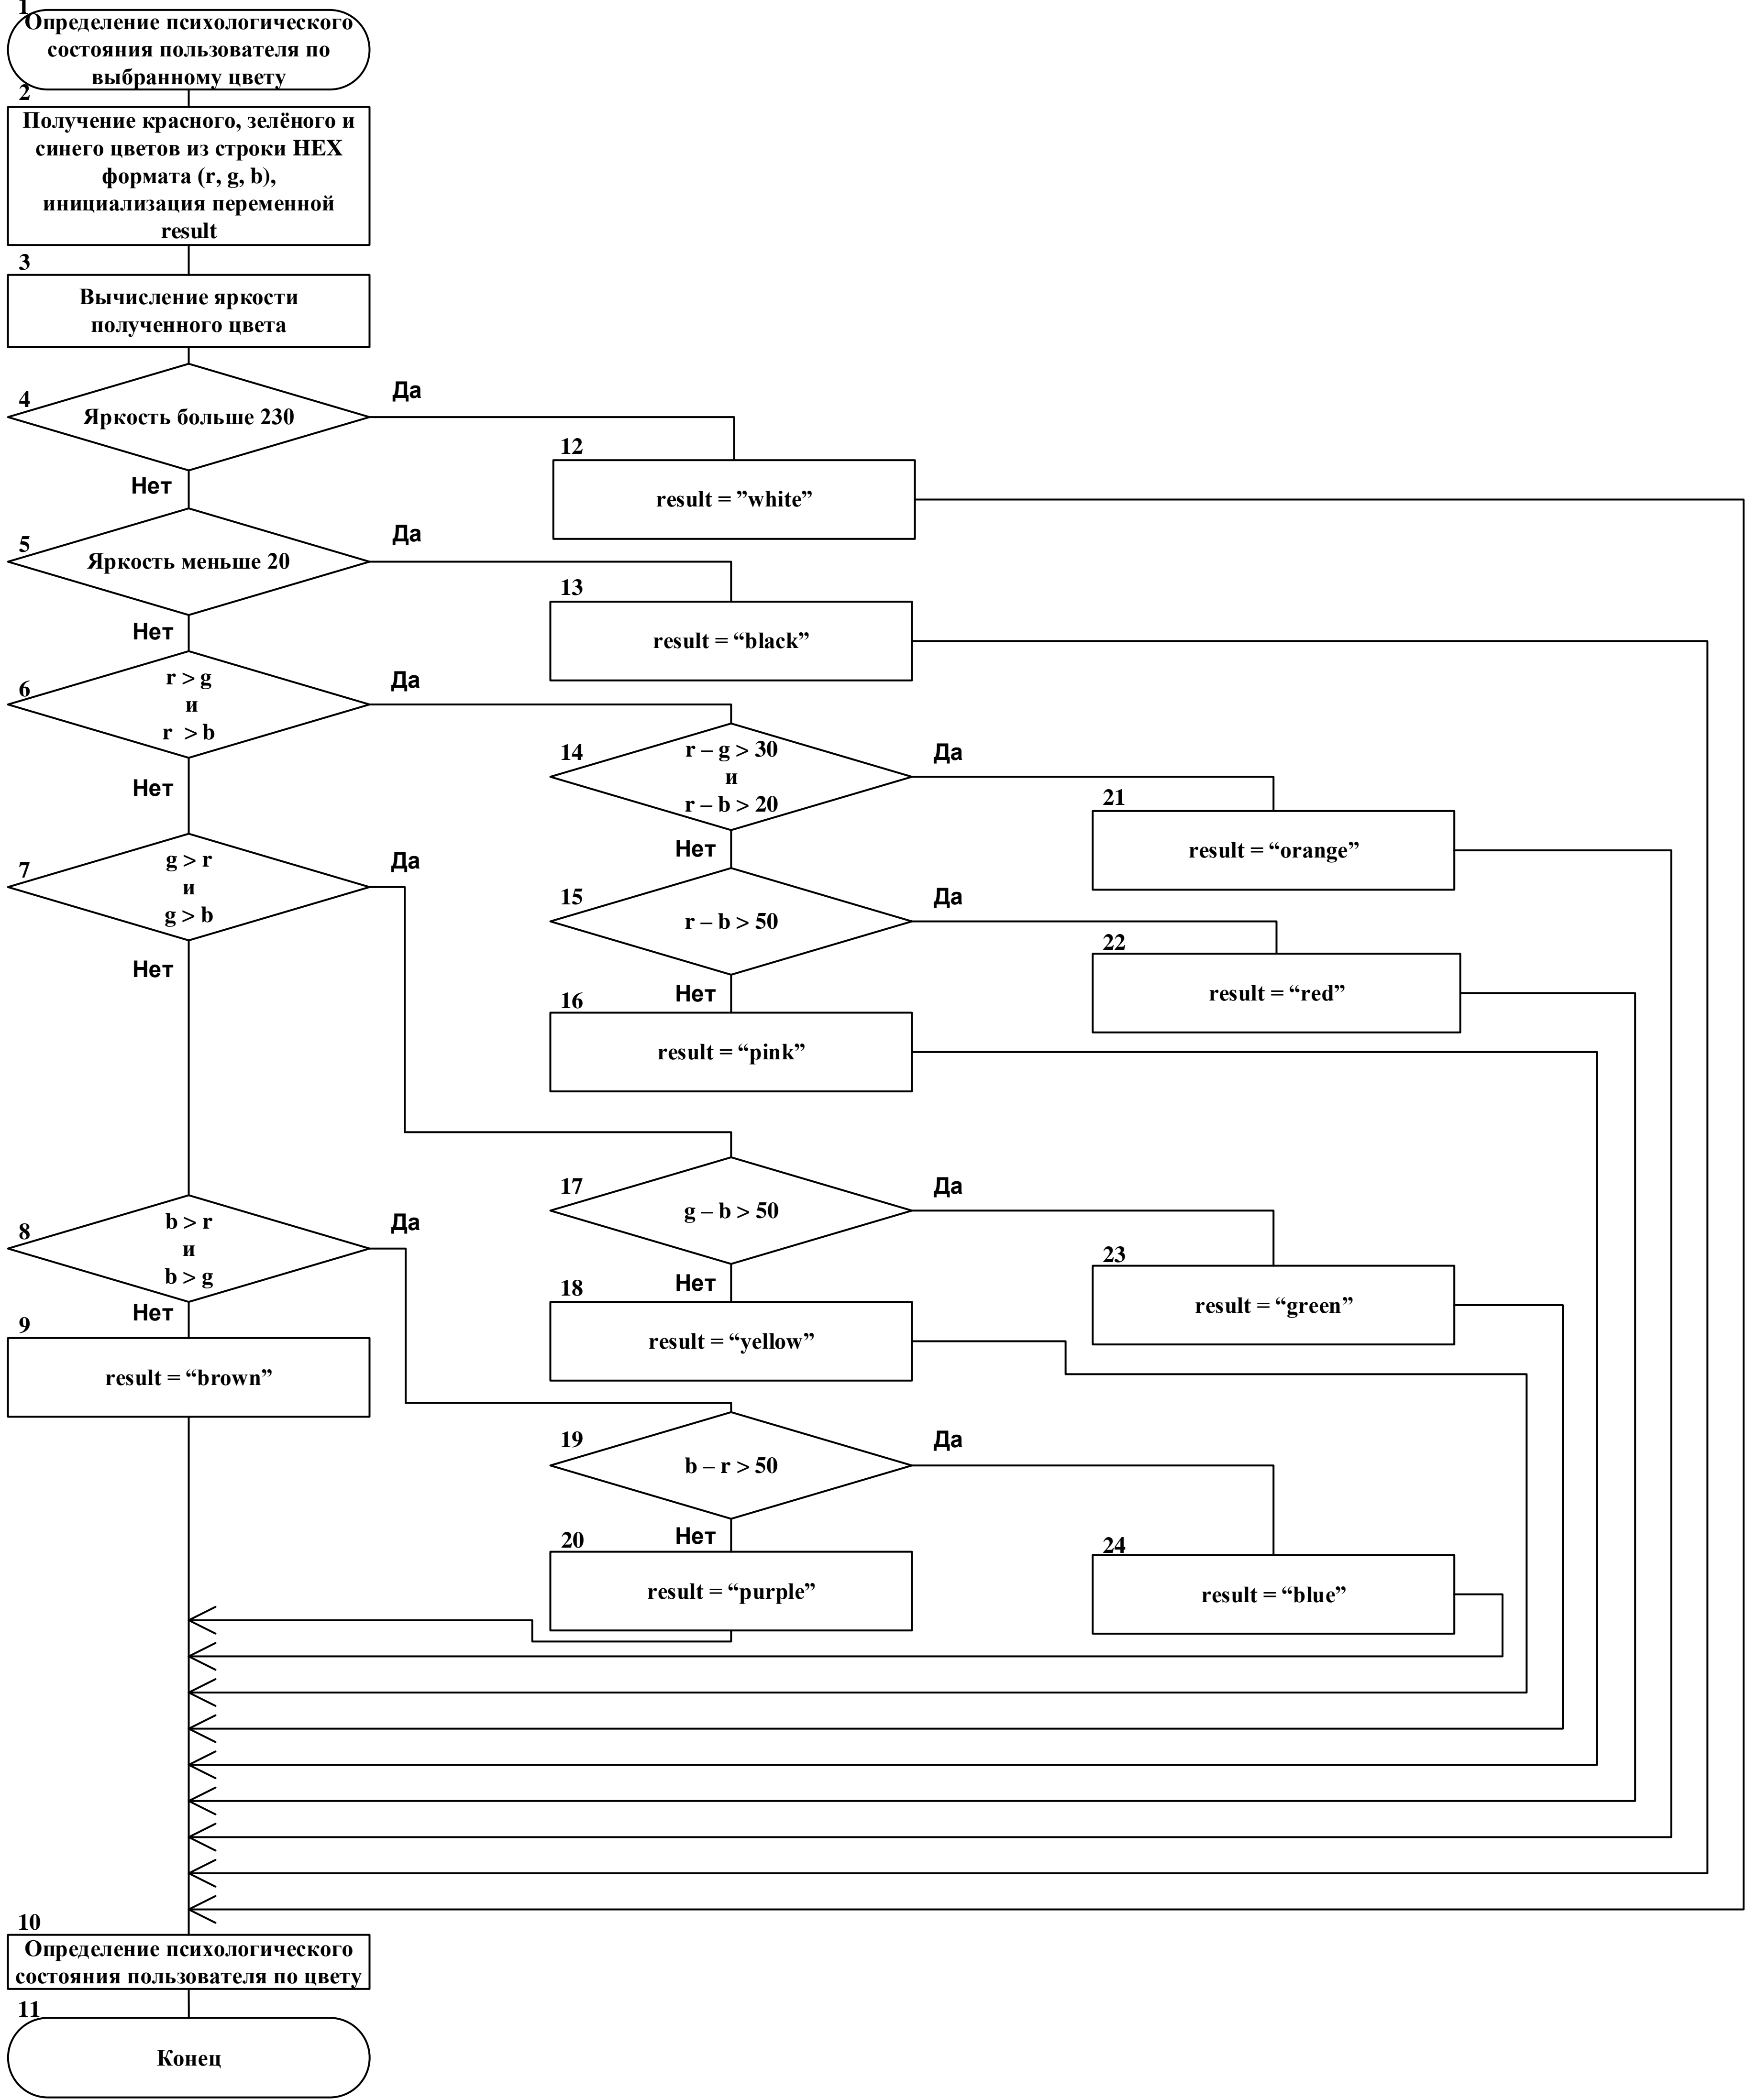 1
Определение психологического
состояния пользователя по
выбранному цвету
2
Получение красного, зелёного и
синего цветов из строки HEX
формата (r, g, b),
инициализация переменной
result
3
Вычисление яркости
полученного цвета
4
Яркость больше 230
Да
Нет
12
result = ”white”
5
Яркость меньше 20
Да
Нет
13
result = “black”
6
r > g
и
r > b
Да
Нет
14
r – g > 30
и
r – b > 20
Да
Нет
21
result = “orange”
7
g > r
и
g > b
Да
Нет
15
r – b > 50
Да
Нет
22
result = “red”
16
result = “pink”
17
g – b > 50
Да
Нет
8
b > r
и
b > g
Да
Нет
23
result = “green”
18
result = “yellow”
9
result = “brown”
19
b – r > 50
Да
Нет
20
result = “purple”
24
result = “blue”
10
Определение психологического
состояния пользователя по цвету
11
Конец